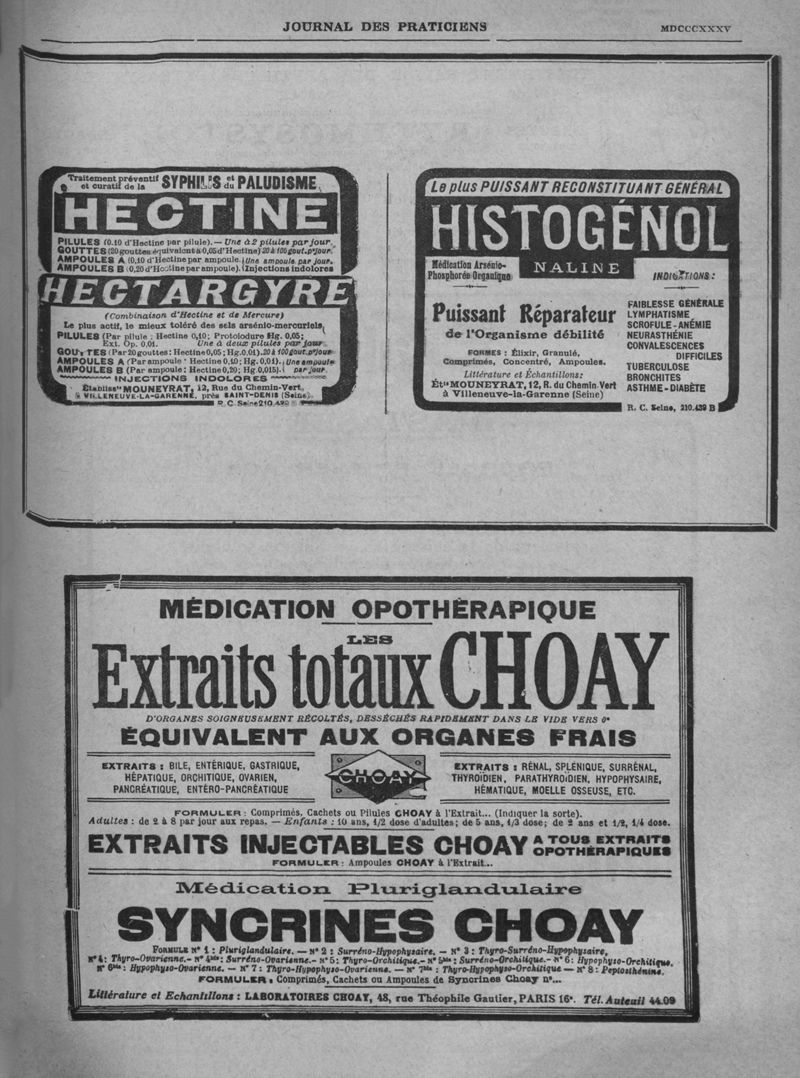 JOURNAL DES PRATICIENS
MDCCCXXXV
Traitement préventif et curatif de la SYPHILIS et du PALUDISME
HECTINE
PILULES (0.10 d'Hectine par pilule). — Une à 2 pilules par jour
GOUTTES (20 gouttes équivalent à 0,05 d'Hectine) 20 à 100 gout. p. jour
AMPOULES A (0,10 d'Hectine par ampoule. Une ampoule par jour.
AMPOULES B (0,20 d'Hectine par ampoule). Injections indolores
HECTARGYRE
(Combinaison d'Hectine et de Mercure)
Le plus actif, le mieux toléré des sels arsénio-mercuriels
PILULES (Par pilule ; Hectine 0,10; Protoiodure Hg. 0,05;
Ext. Op. 0,01. Une à deux pilules par jour
GOUTTES (Par 20 gouttes: Hectine 0,05; Hg. 0,01). 20 à 100 gout. p. jour
AMPOULES A (Par ampoule : Hectine 0,10; Hg. 0,01). Une ampoule
AMPOULES B (Par ampoule: Hectine 0,20; Hg. 0,015). par jour.
INJECTIONS INDOLORES
Établiss.ts MOUNEYRAT, 12, Rue du Chemin-Vert
à VILLENEUVE-LA-GARENNE, près SAINT-DENIS (Seine).
R. C. Seine 210.439
Le plus PUISSANT RECONSTITUANT GÉNÉRAL
HISTOGÉNOL
Médication Arsénio-
Phosphorée Organique
NALINE
INDICATIONS :
Puissant Réparateur
de l'Organisme débilité
FORMES : Élixir, Granulé,
Comprimés, Concentré, Ampoules.
Littérature et Échantillons:
Ét.ts MOUNEYRAT, 12, R. du Chemin-Vert
à Villeneuve-la-Garenne (Seine)
FAIBLESSE GÉNÉRALE
LYMPHATISME
SCROFULE - ANÉMIE
NEURASTHÉNIE
CONVALESCENCES
DIFFICILES
TUBERCULOSE
BRONCHITES
ASTHME - DIABÈTE
R. C. Seine, 210.439 B
MÉDICATION OPOTHÉRAPIQUE
LES
Extraits totaux CHOAY
D'ORGANES SOIGNEUSEMENT RÉCOLTÉS, DESSÉCHÉS RAPIDEMENT DANS LE VIDE VERS 0°
ÉQUIVALENT AUX ORGANES FRAIS
EXTRAITS : BILE, ENTÉRIQUE, GASTRIQUE,
HÉPATIQUE, ORCHITIQUE, OVARIEN,
PANCRÉATIQUE, ENTÉRO-PANCRÉATIQUE
CHOAY
EXTRAITS : RÉNAL, SPLÉNIQUE, SURRÉNAL,
THYROÏDIEN, PARATHYROïDIEN, HYPOPHYSAIRE,
HÉMATIQUE, MOELLE OSSEUSE, ETC.
FORMULER : Comprimés, Cachets ou Pilules CHOAY à l'Extrait... (Indiquer la sorte).
Adultes : de 2 à 8 par jour aux repas. — Enfants : 10 ans, 1/2 dose d'adultes; de 5 ans, 1/3 dose; de 2 ans et 1/2, 1/4 dose.
EXTRAITS INJECTABLES CHOAY A TOUS EXTRAITS OPOTHÉRAPIQUES
FORMULER : Ampoules CHOAY à l'Extrait...
Médication Pluriglandulaire
SYNCRINES CHOAY
FORMULE N° 1 : Pluriglandulaire. — N° 2 : Surréno-Hypophysaire. — N° 3 : Thyro-Surréno-Hypophysaire,
N° 4 : Thyro-Ovarienne. - N° 4bis : Surréno-Ovarienne. - N° 5 : Thyro-Orchitique. - N° 5bis : Surréno-Orchitique. - N° 6 : Hypophyso-Orchitique.
N° 6bis : Hypophyso-Ovarienne. — N° 7 : Thyro-Hypophyso-Ovarienne. — N° 7bis : Thyro-Hypophyso-Orchitique — N° 8 : Peptosthénine.
FORMULER : Comprimés, Cachets ou Ampoules de Syncrines Choay n°...
Littérature et Echantillons : LABORATOIRES CHOAY, 48, rue Théophile Gautier, PARIS 16e. Tél. Auteuil 44.09